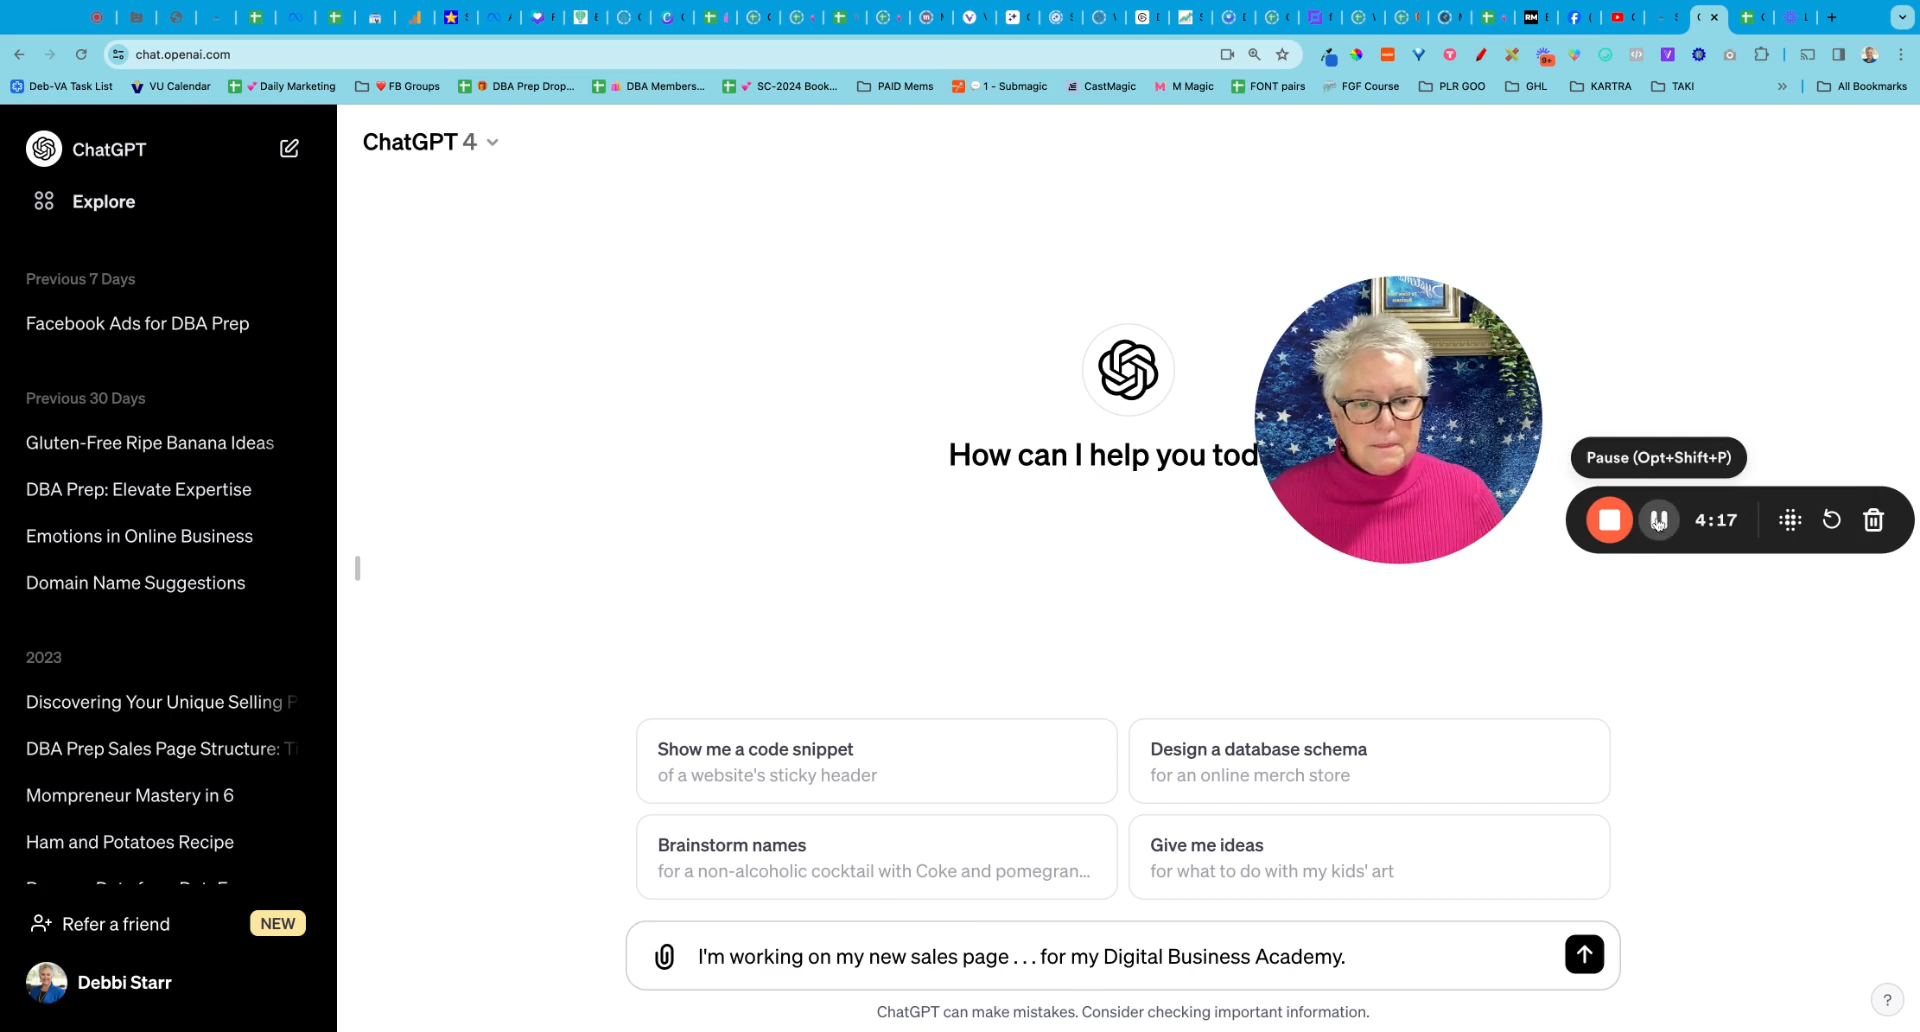 chat.openai.com
Deb-VA Task List
VU Calendar
Daily Marketing
FB Groups
DBA Prep Drop...
DBA Members...
SC-2024 Book...
PAID Mems
1 - Submagic
CastMagic
M Magic
FONT pairs
FGF Course
PLR GOO
GHL
KARTRA
TAKI
»
All Bookmarks
ChatGPT
Explore
Previous 7 Days
Facebook Ads for DBA Prep
Previous 30 Days
Gluten-Free Ripe Banana Ideas
DBA Prep: Elevate Expertise
Emotions in Online Business
Domain Name Suggestions
2023
Discovering Your Unique Selling P
DBA Prep Sales Page Structure: Ti
Mompreneur Mastery in 6
Ham and Potatoes Recipe
Refer a friend
NEW
Debbi Starr
ChatGPT 4
How can I help you tod
Pause (Opt+Shift+P)
4:17
Show me a code snippet
of a website's sticky header
Design a database schema
for an online merch store
Brainstorm names
for a non-alcoholic cocktail with Coke and pomegran...
Give me ideas
for what to do with my kids' art
I'm working on my new sales page . . . for my Digital Business Academy.
ChatGPT can make mistakes. Consider checking important information.
?